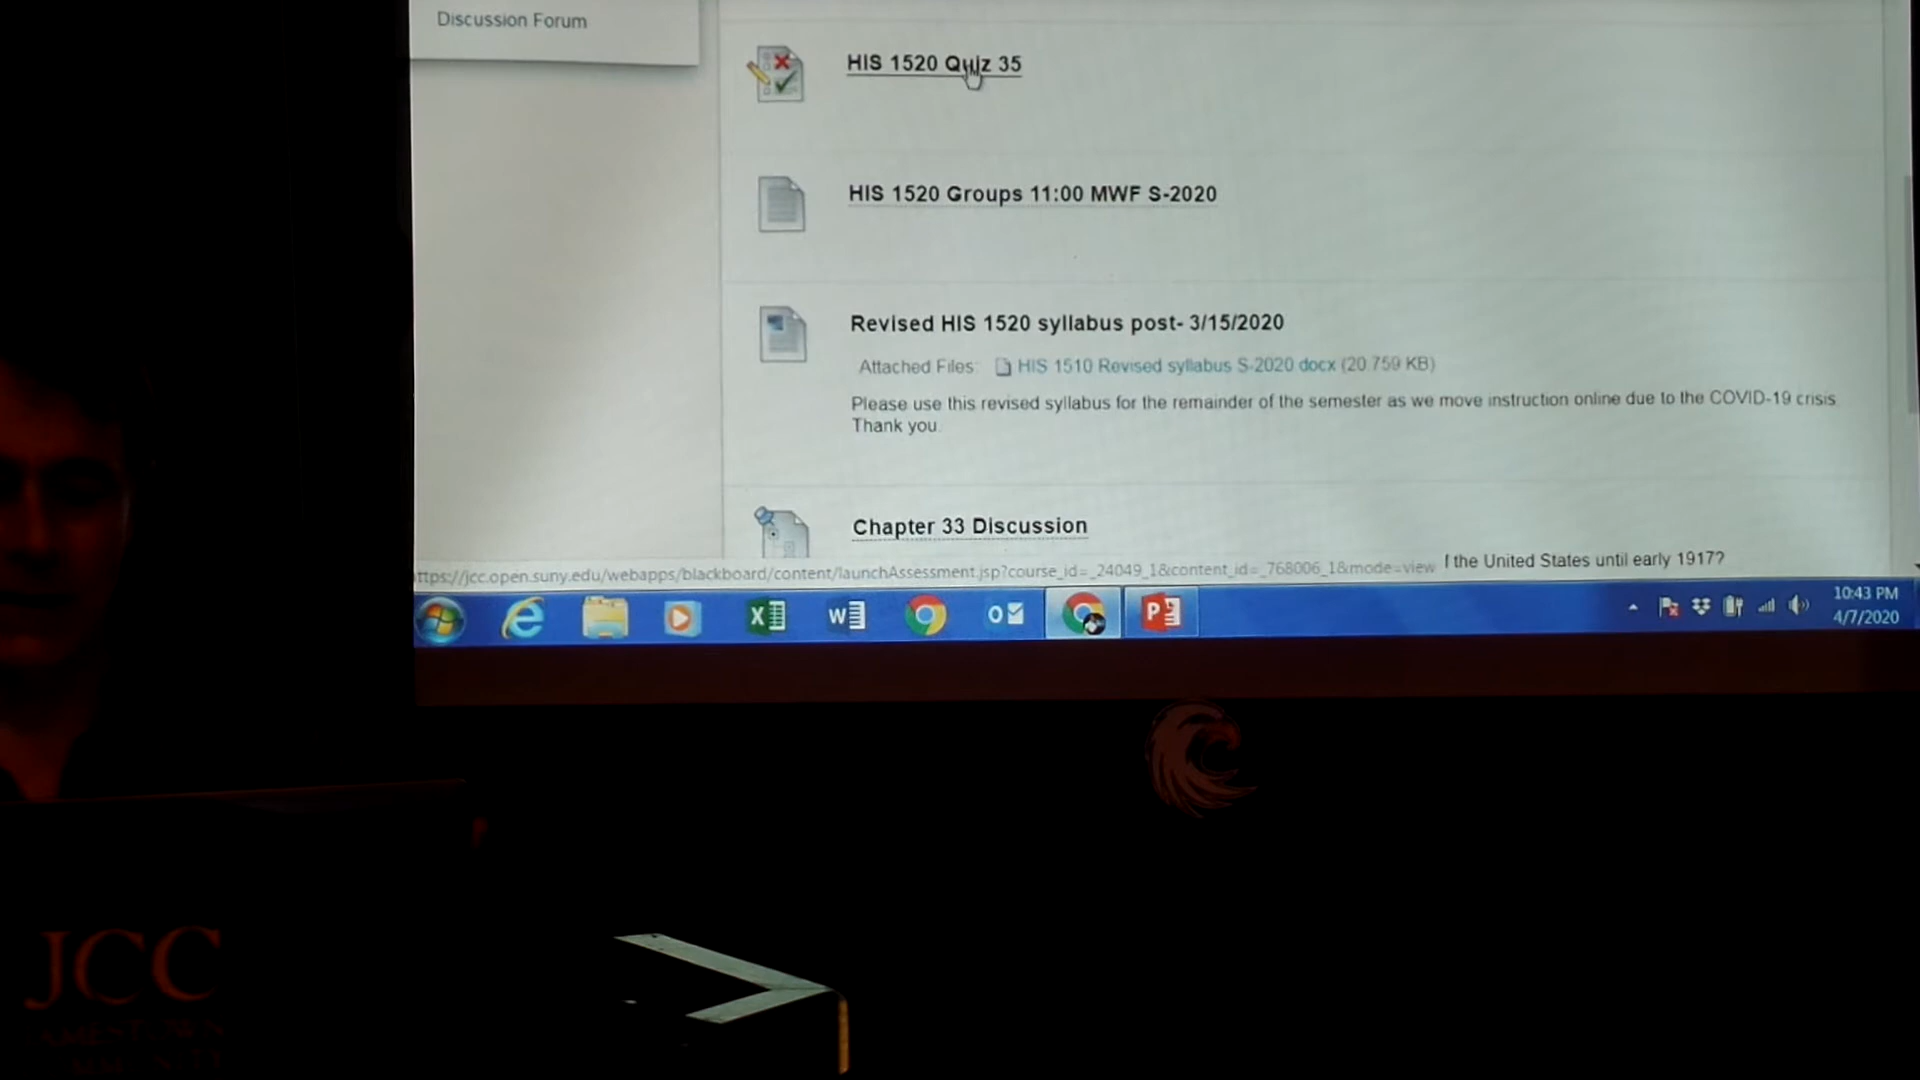 Discussion Forum
HIS 1520 Quiz 35
HIS 1520 Groups 11:00 MWF S-2020
Revised HIS 1520 syllabus post- 3/15/2020
Attached Files: HIS 1510 Revised syllabus S-2020.docx (20.759 KB)
Please use this revised syllabus for the remainder of the semester as we move instruction online due to the COVID-19 crisis.
Thank you.
Chapter 33 Discussion
f the United States until early 1917?
ttps://jcc.open.suny.edu/webapps/blackboard/content/launchAssessment.jsp?course_id=_24049_1&content_id=_768006_1&mode=view
10:43 PM
4/7/2020
JCC